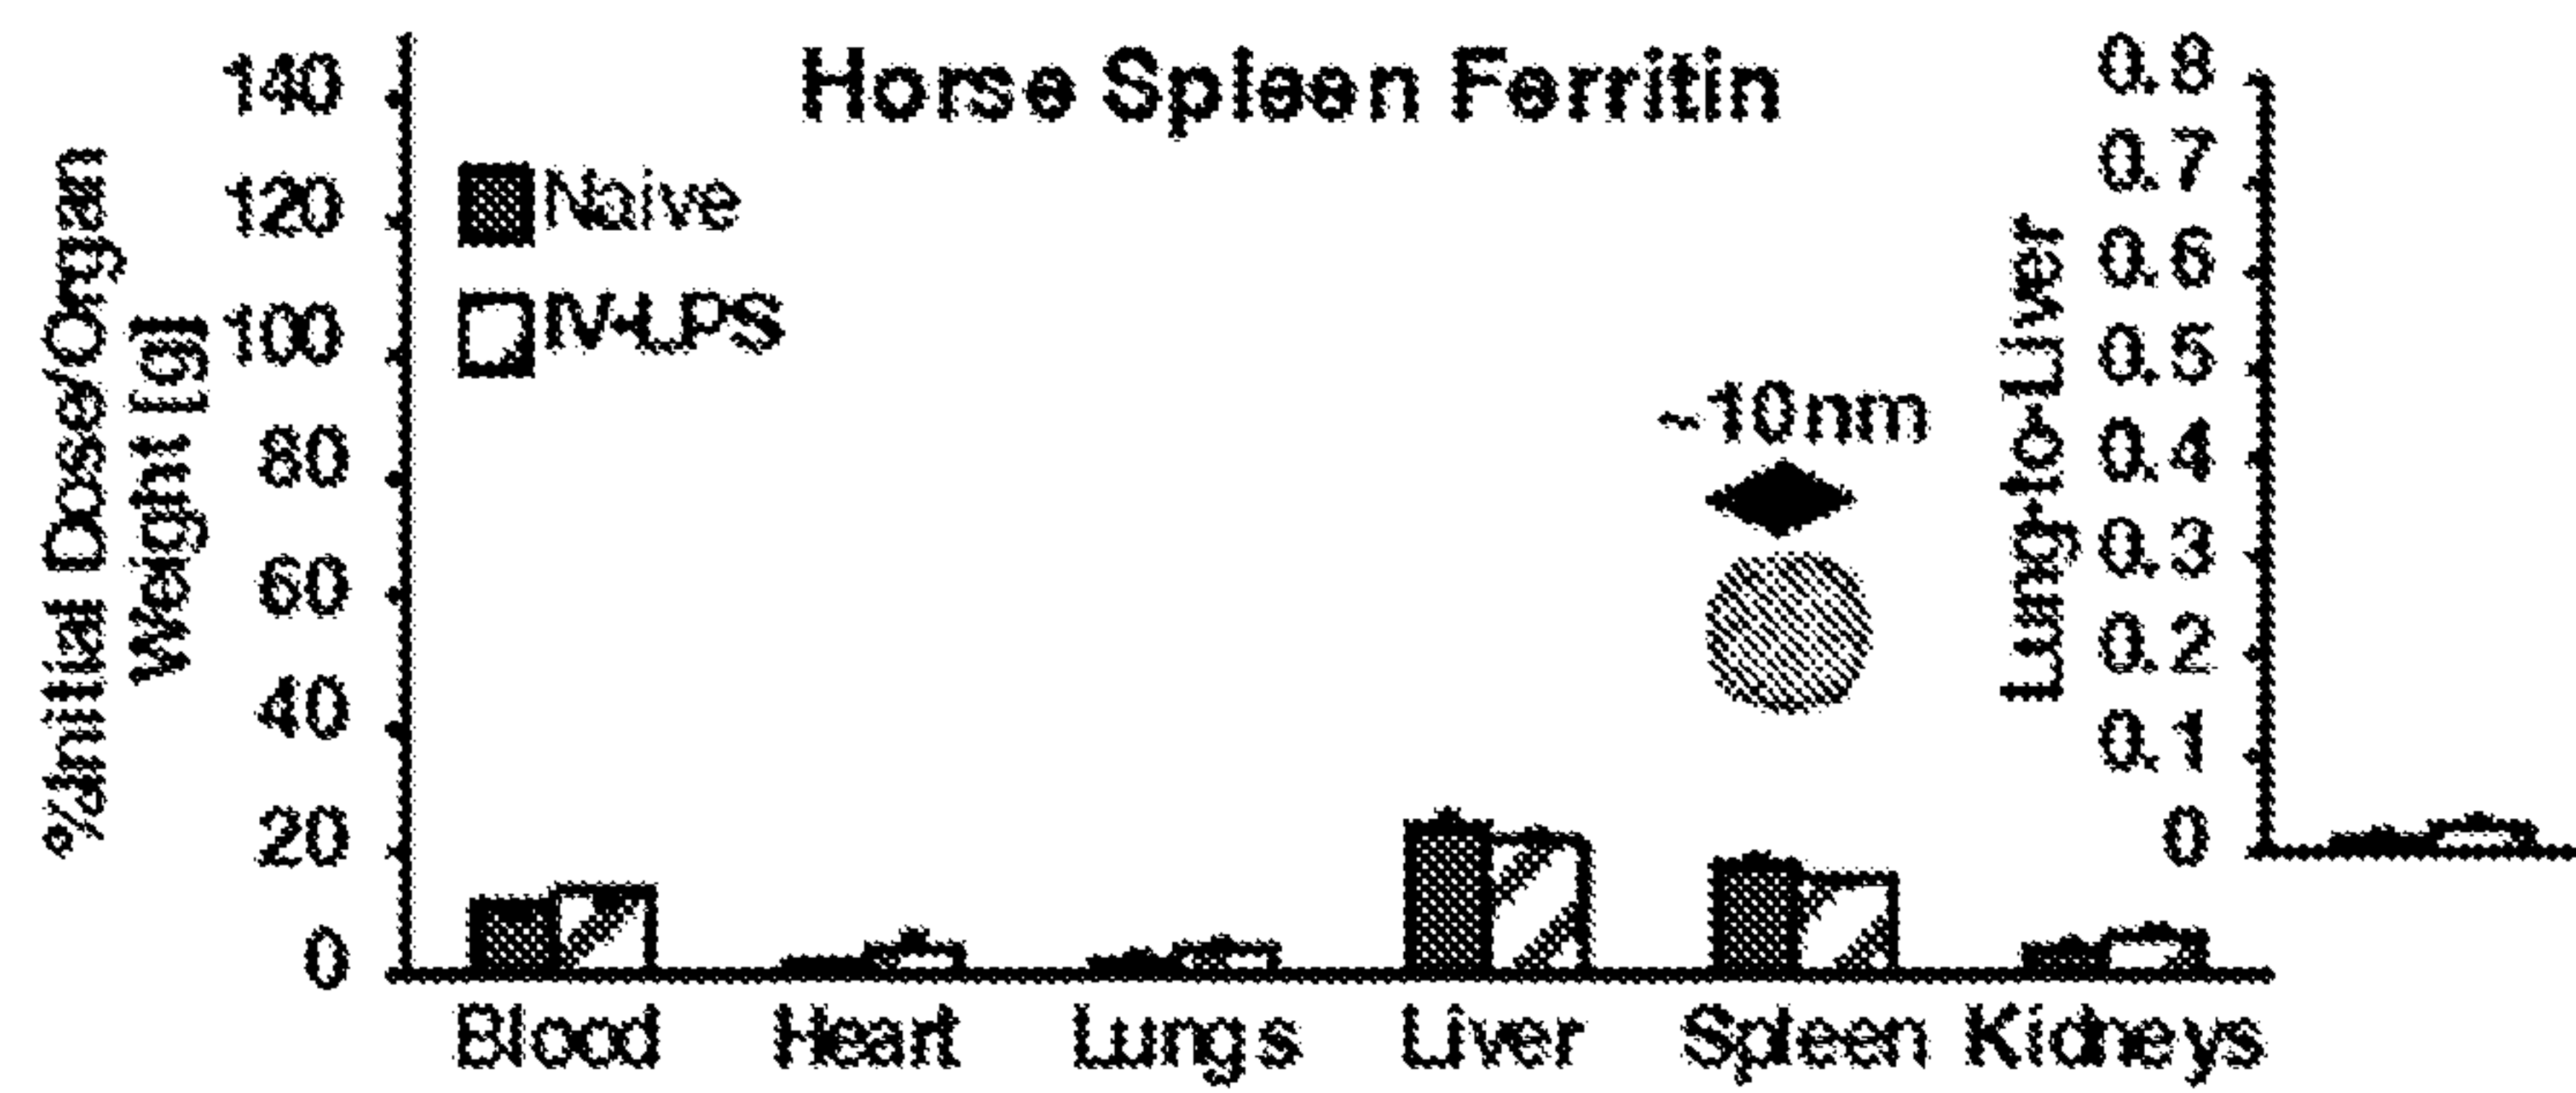 Horse Spleen Ferritin
%Initial Dose/Organ
Weight [g]
140
120
100
80
60
40
20
0
Naive
IV-LPS
~10nm
Blood Heart Lungs Liver Spleen Kidneys
Lung-to-Liver
0.8
0.7
0.6
0.5
0.4
0.3
0.2
0.1
0